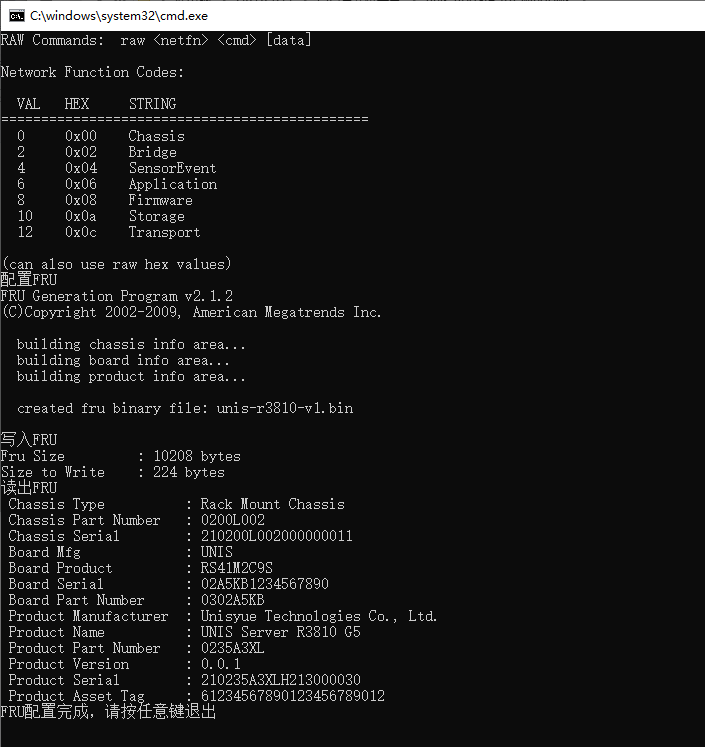 C:\windows\system32\cmd.exe
RAW Commands:  raw <netfn> <cmd> [data]
Network Function Codes:
VAL   HEX     STRING
==============================================
0     0x00    Chassis
2     0x02    Bridge
4     0x04    SensorEvent
6     0x06    Application
8     0x08    Firmware
10    0x0a    Storage
12    0x0c    Transport
(can also use raw hex values)
配置FRU
FRU Generation Program v2.1.2
(C)Copyright 2002-2009, American Megatrends Inc.
building chassis info area...
building board info area...
building product info area...
created fru binary file: unis-r3810-v1.bin
写入FRU
Fru Size         : 10208 bytes
Size to Write    : 224 bytes
读出FRU
Chassis Type          : Rack Mount Chassis
Chassis Part Number   : 0200L002
Chassis Serial        : 210200L002000000011
Board Mfg             : UNIS
Board Product         : RS41M2C9S
Board Serial          : 02A5KB1234567890
Board Part Number     : 0302A5KB
Product Manufacturer  : Unisyue Technologies Co., Ltd.
Product Name          : UNIS Server R3810 G5
Product Part Number   : 0235A3XL
Product Version       : 0.0.1
Product Serial        : 210235A3XLH213000030
Product Asset Tag     : 61234567890123456789012
FRU配置完成，请按任意键退出